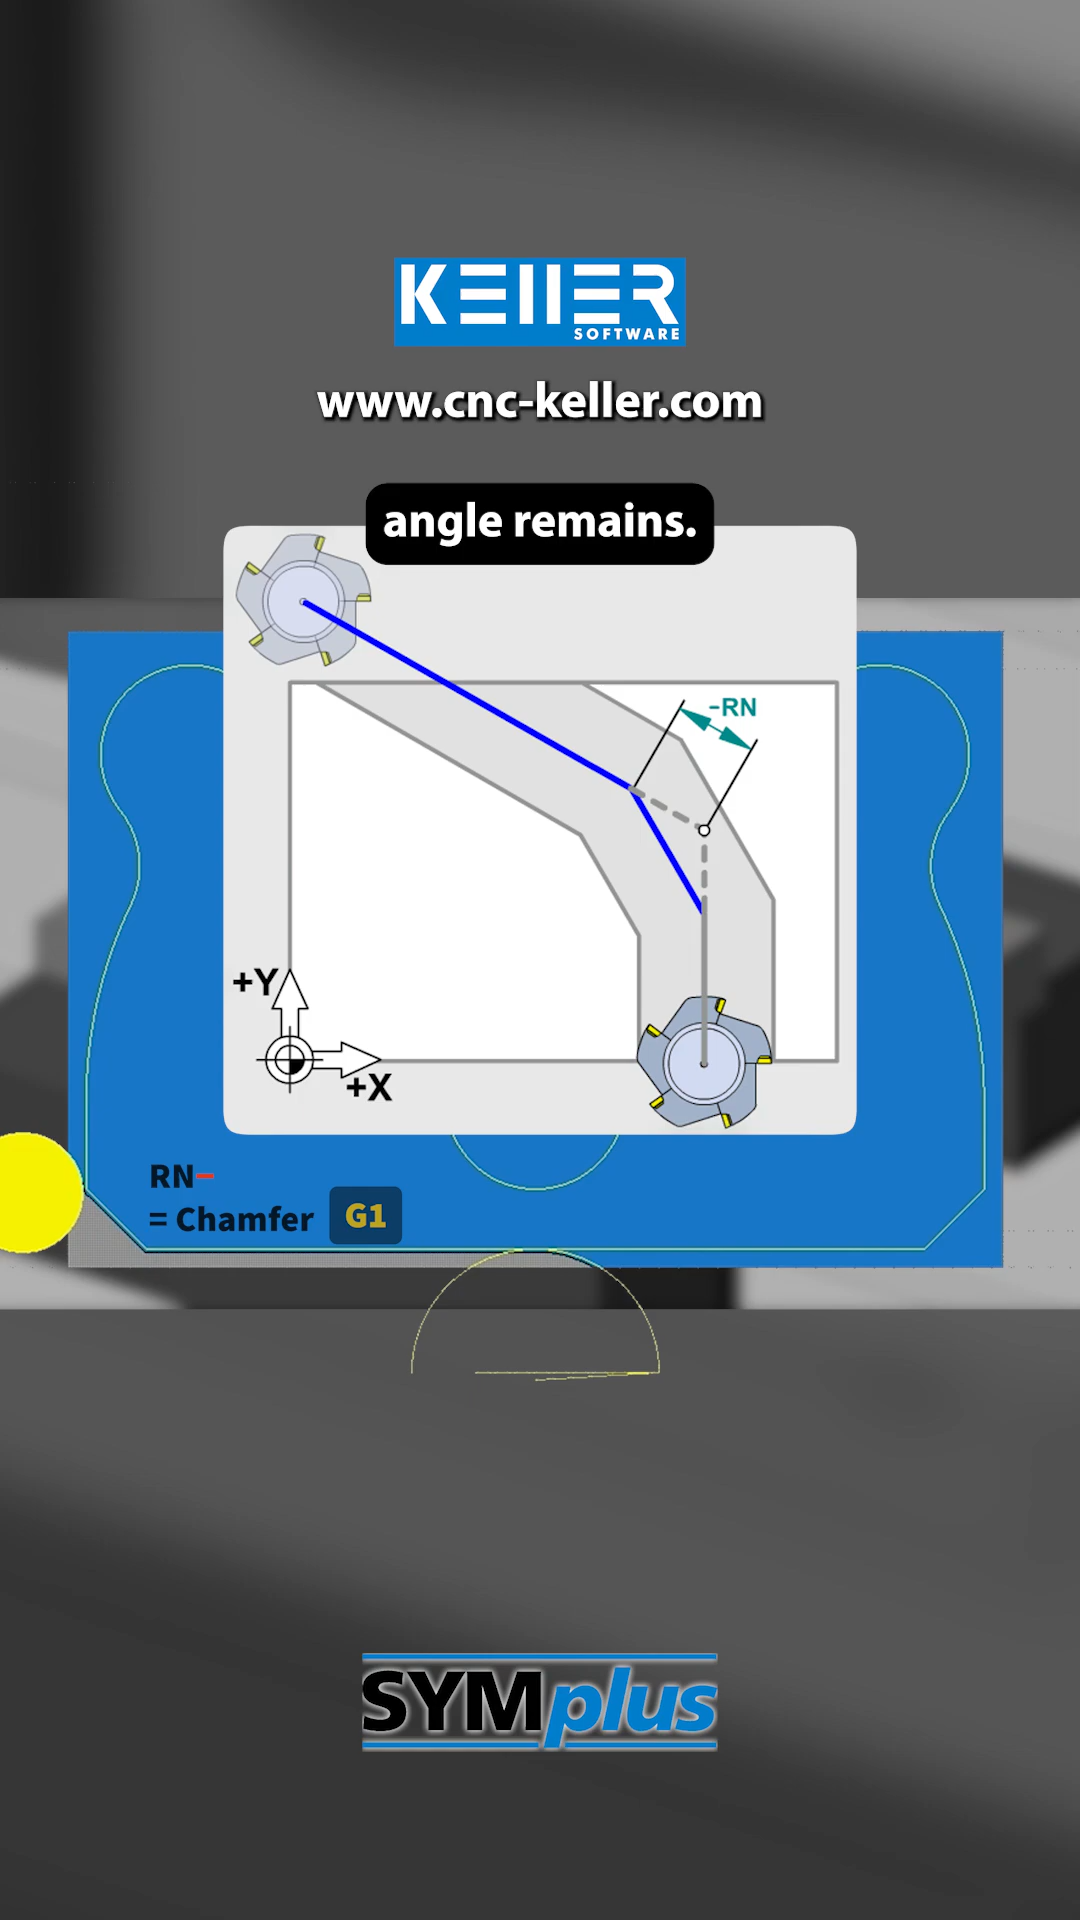 KELLER
SOFTWARE
www.cnc-keller.com
angle remains.
-RN
+Y
+X
RN-
= Chamfer G1
SYMplus